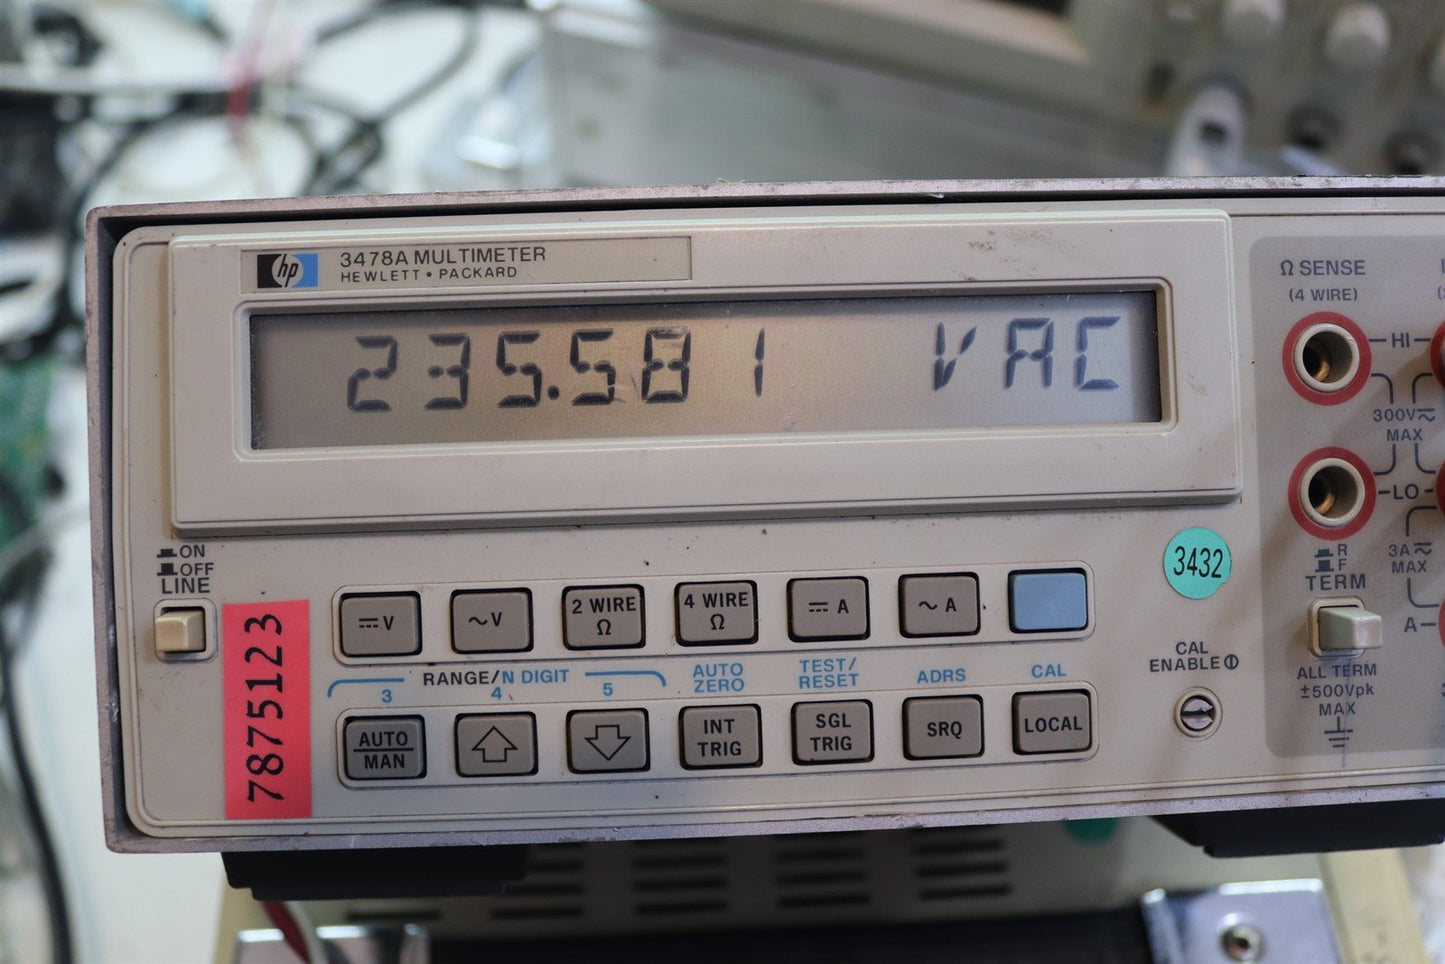 hp
3478A MULTIMETER
HEWLETT • PACKARD
235.581 VAC
Ω SENSE
(4 WIRE)
HI
300V⎓∼
MAX
LO
3A⎓∼
MAX
A
ON
OFF
LINE
7875123
⎓V
∼V
2 WIRE
Ω
4 WIRE
Ω
⎓A
∼A
3432
R
F
TERM
RANGE/N DIGIT
3
4
5
AUTO
ZERO
TEST/
RESET
ADRS
CAL
CAL
ENABLE
ALL TERM
±500Vpk
MAX
AUTO
MAN
INT
TRIG
SGL
TRIG
SRQ
LOCAL